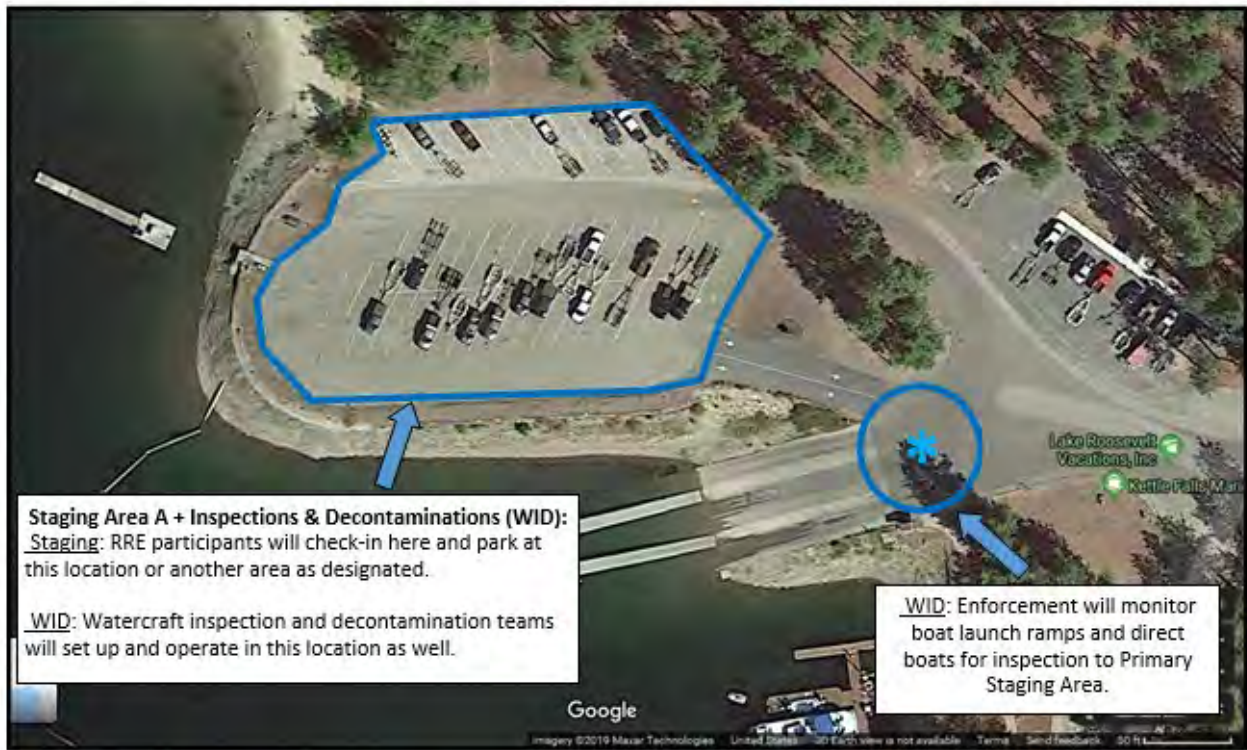 Lake Roosevelt
Vacations, Inc
Kettle Falls Mari
Staging Area A + Inspections & Decontaminations (WID):
Staging: RRE participants will check-in here and park at
this location or another area as designated.
WID: Watercraft inspection and decontamination teams
will set up and operate in this location as well.
WID: Enforcement will monitor
boat launch ramps and direct
boats for inspection to Primary
Staging Area.
Google
Imagery ©2019 Maxar Technologies United States 3D Earth view is not available Terms Send feedback 50 ft